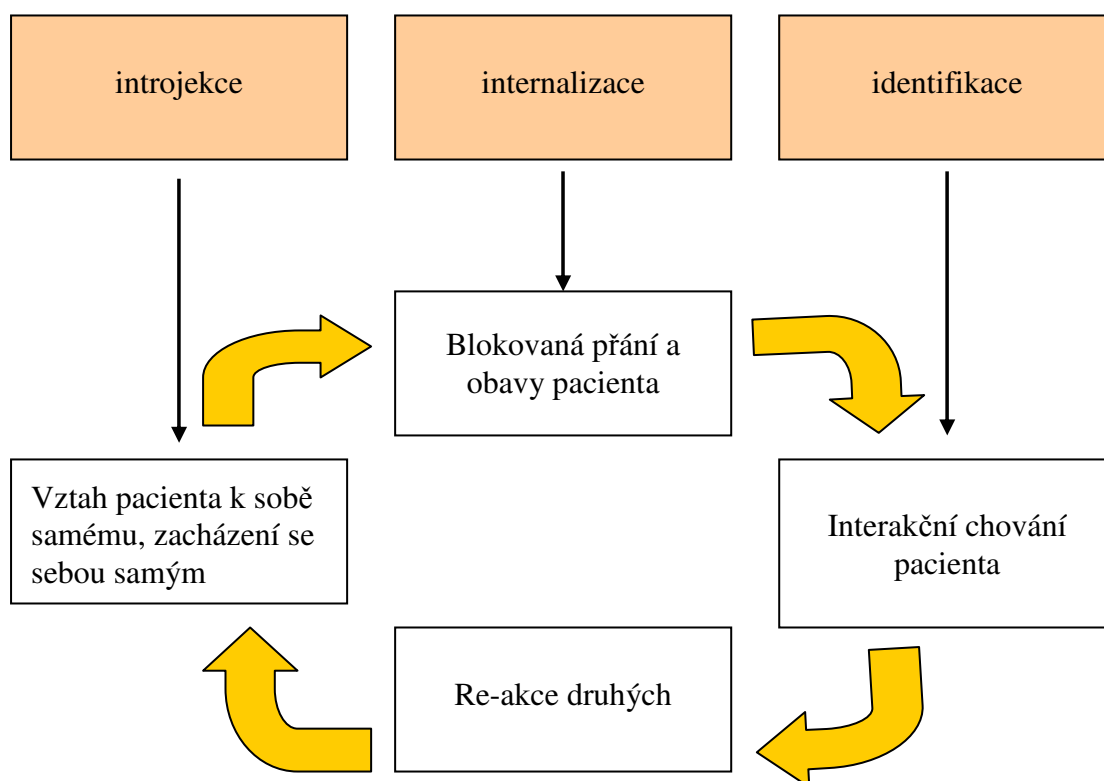 introjekce
internalizace
identifikace
Blokovaná přání a
obavy pacienta
Vztah pacienta k sobě
samému, zacházení se
sebou samým
Interakční chování
pacienta
Re-akce druhých